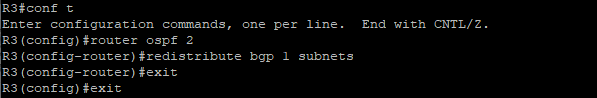 R3#conf t
Enter configuration commands, one per line.  End with CNTL/Z.
R3(config)#router ospf 2
R3(config-router)#redistribute bgp 1 subnets
R3(config-router)#exit
R3(config)#exit